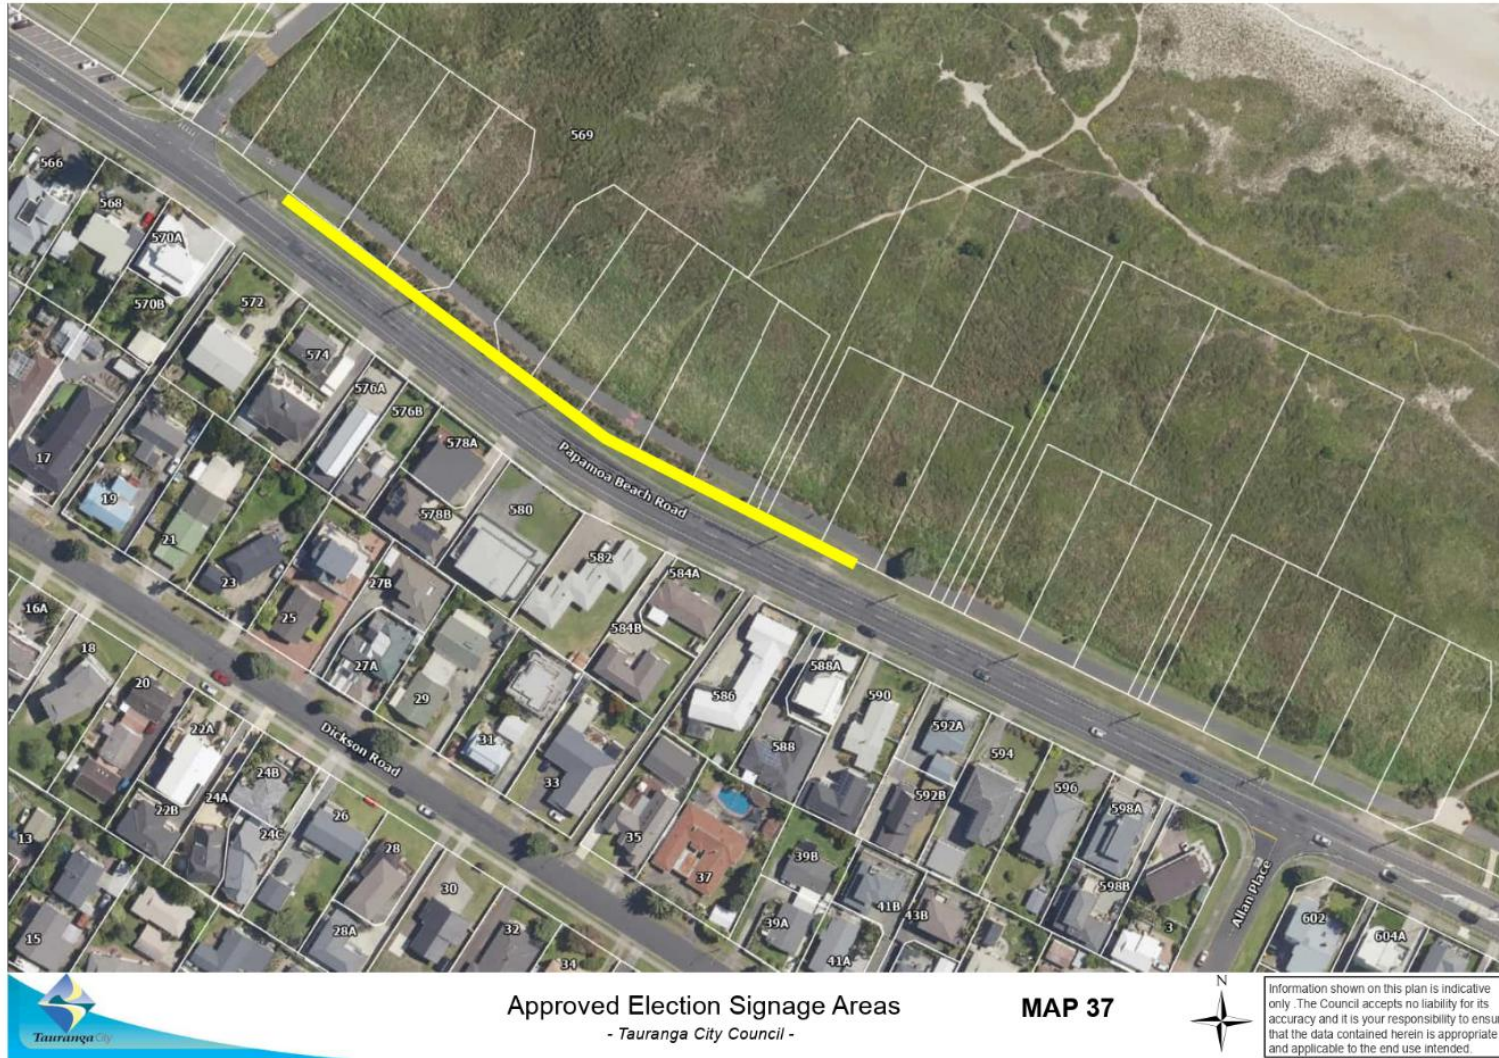 569
566
568
570A
570B
572
574
576A
576B
578A
578B
580
582
584A
584B
586
588A
588
590
592A
592B
594
596
598A
598B
602
604A
3
17
19
21
23
25
27B
27A
29
31
33
35
37
39B
39A
41B
41A
43B
16A
18
20
22A
22B
24B
24A
24C
26
28
28A
30
32
34
13
15
Papamoa Beach Road
Dickson Road
Allan Place
Tauranga City
Approved Election Signage Areas
- Tauranga City Council -
MAP 37
N
Information shown on this plan is indicative
only .The Council accepts no liability for its
accuracy and it is your responsibility to ensur
that the data contained herein is appropriate
and applicable to the end use intended.